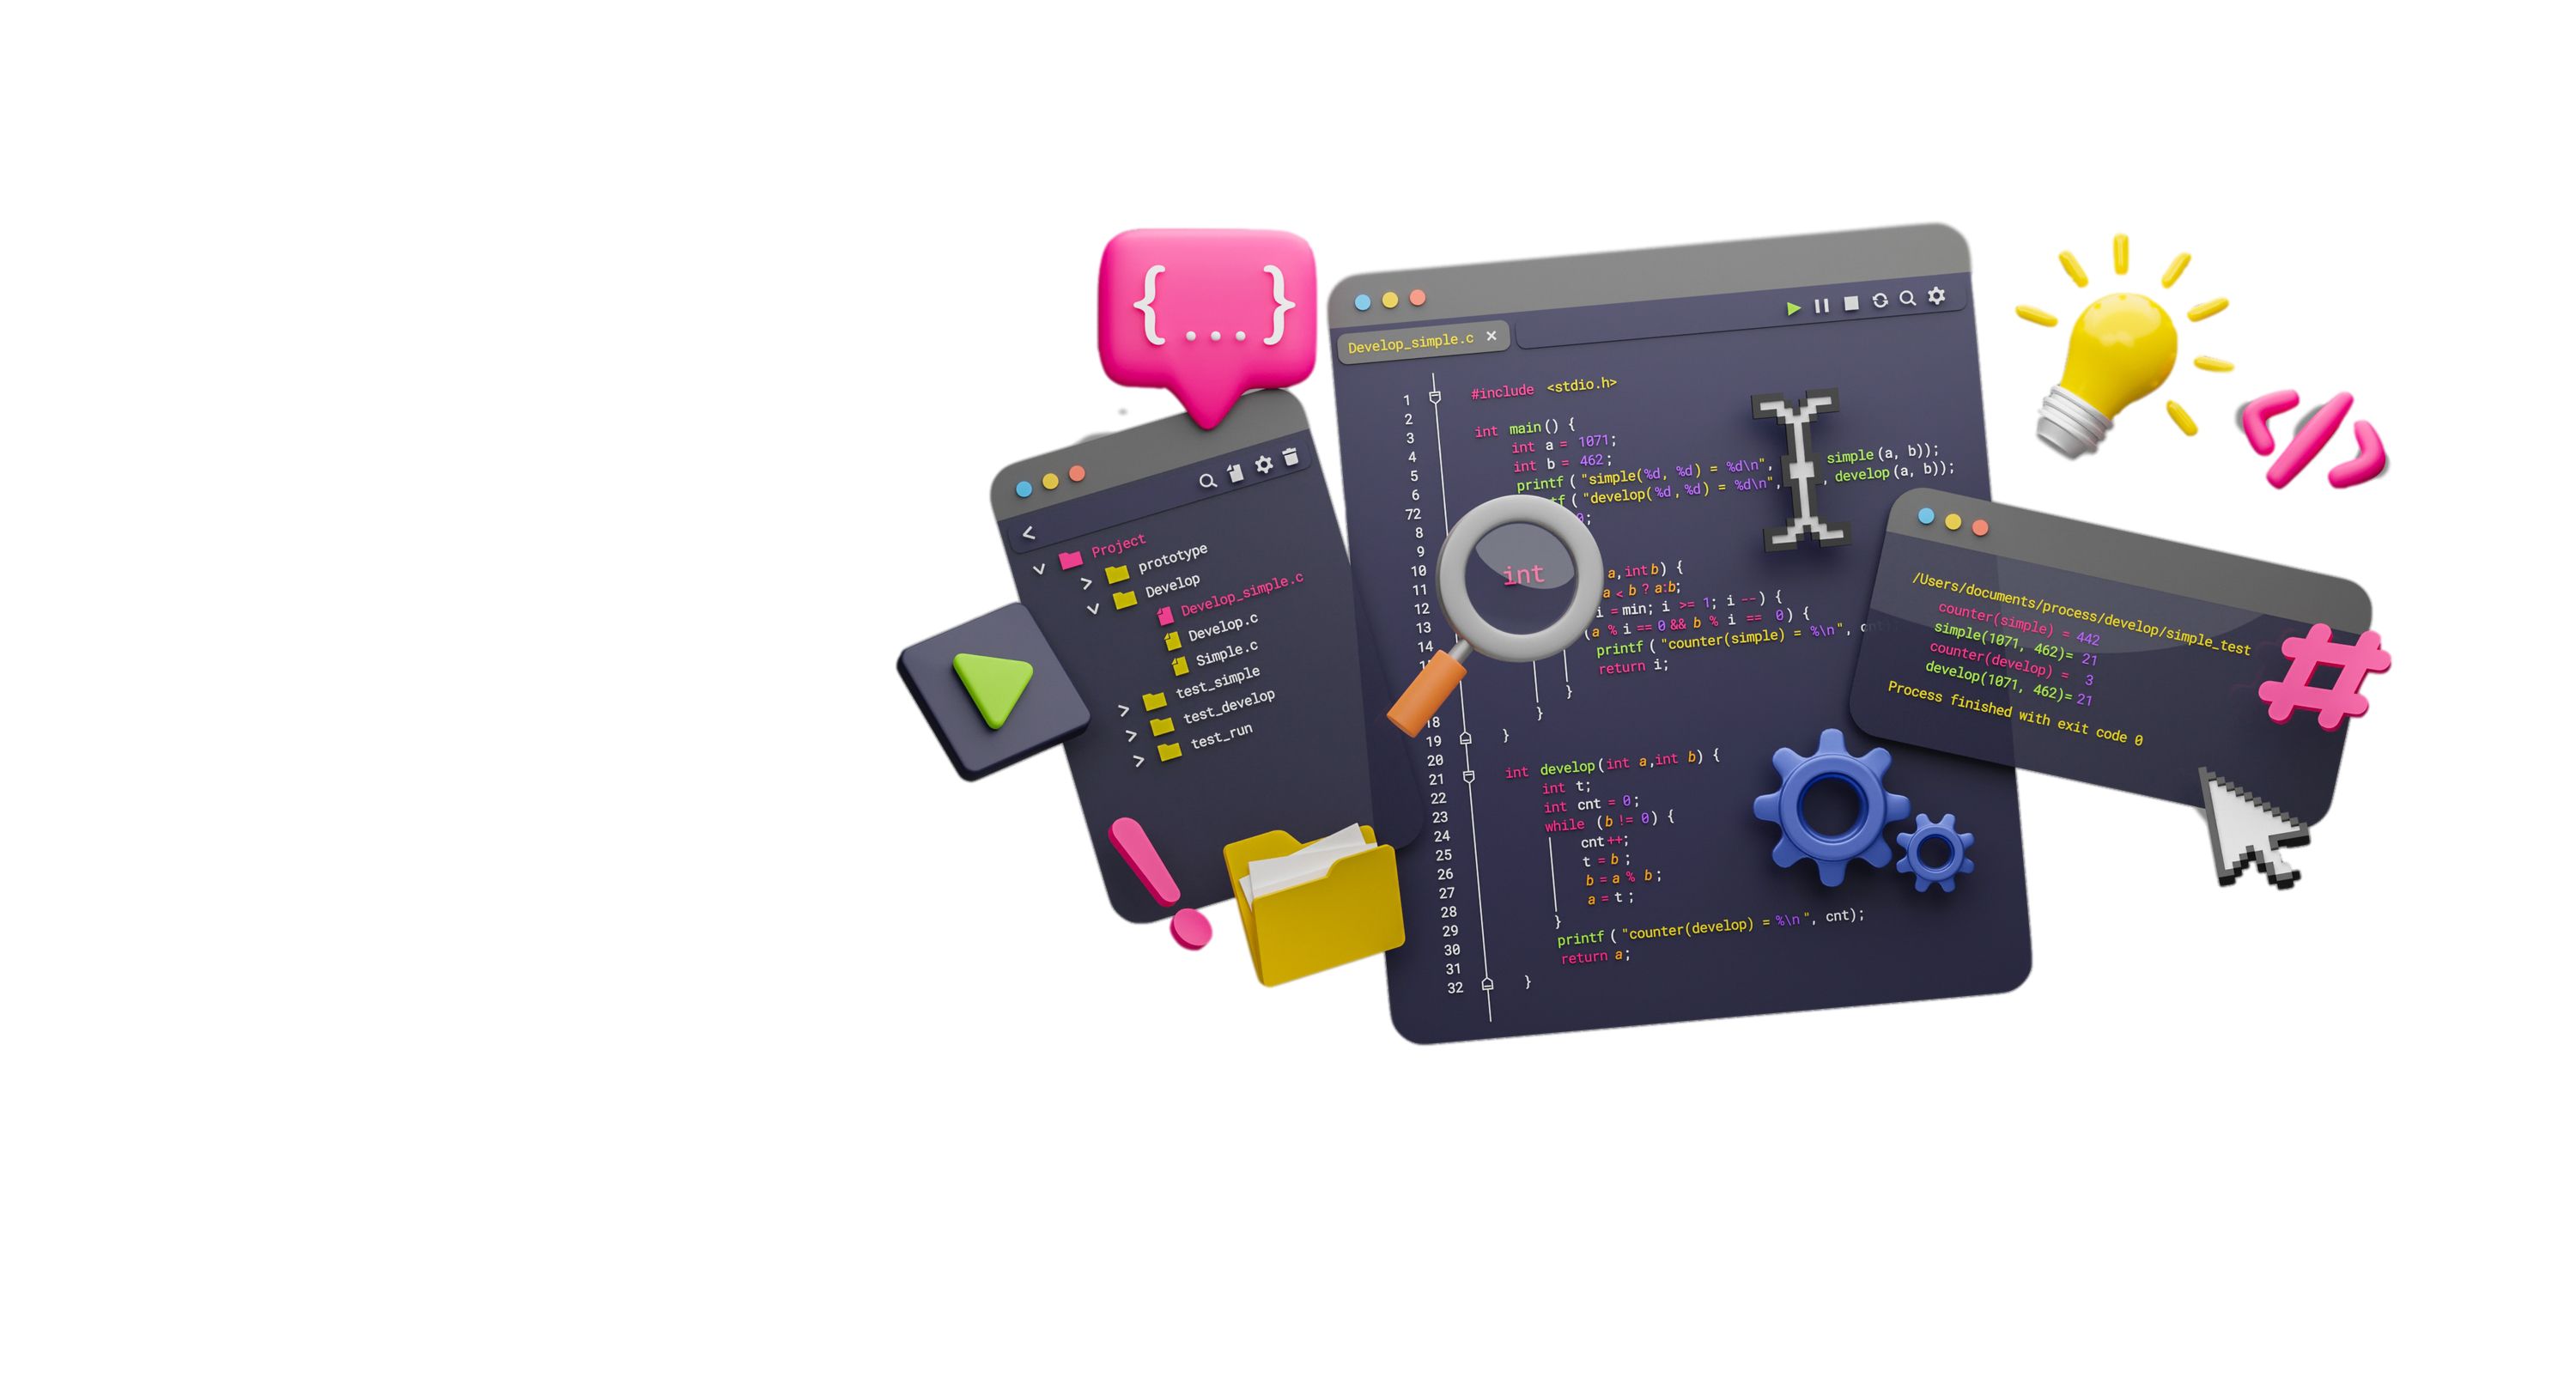 { ... }
<
Project
prototype
Develop
Develop_simple.c
Develop.c
Simple.c
test_simple
test_develop
test_run
Develop_simple.c ×
1 #include <stdio.h>
2
3 int main() {
4 int a = 1071;
5 int b = 462;
6 printf ("simple(%d, %d) = %d\n", simple(a, b));
72 ("develop(%d,%d) = %d\n", , develop(a, b));
8
9
10 a,int b) {
11 a < b ? a:b;
12 i = min; i >= 1; i --) {
13 (a % i == 0 && b % i == 0) {
14 printf ("counter(simple) = %\n",
return i;
}
}
18
19 }
20
21 int develop(int a,int b) {
22 int t;
23 int cnt = 0;
24 while (b != 0) {
25 cnt++;
26 t = b ;
27 b = a % b ;
28 a = t ;
29 }
30 printf ("counter(develop) = %\n", cnt);
31 return a;
32 }
int
</>
/Users/documents/process/develop/simple_test
counter(simple) = 442
simple(1071, 462)= 21
counter(develop) = 3
develop(1071, 462)= 21
Process finished with exit code 0
#
!